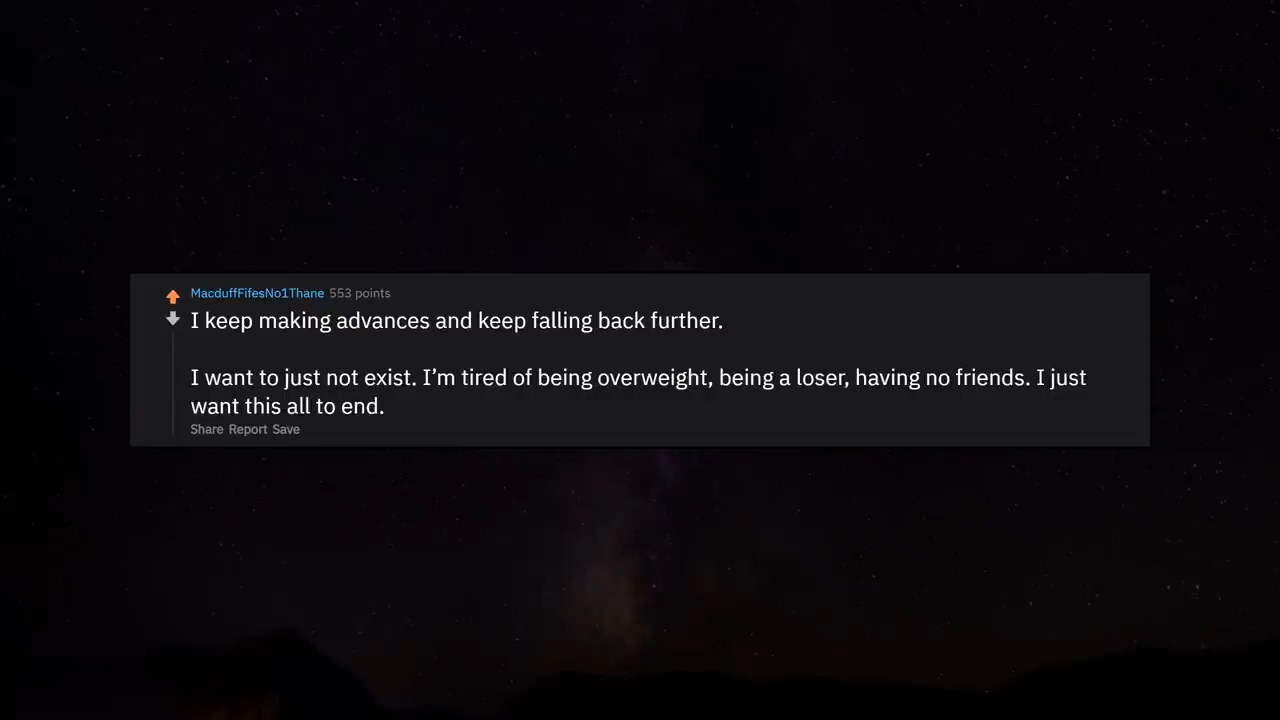 MacduffFifesNo1Thane 553 points
I keep making advances and keep falling back further.
I want to just not exist. I’m tired of being overweight, being a loser, having no friends. I just
want this all to end.
Share Report Save